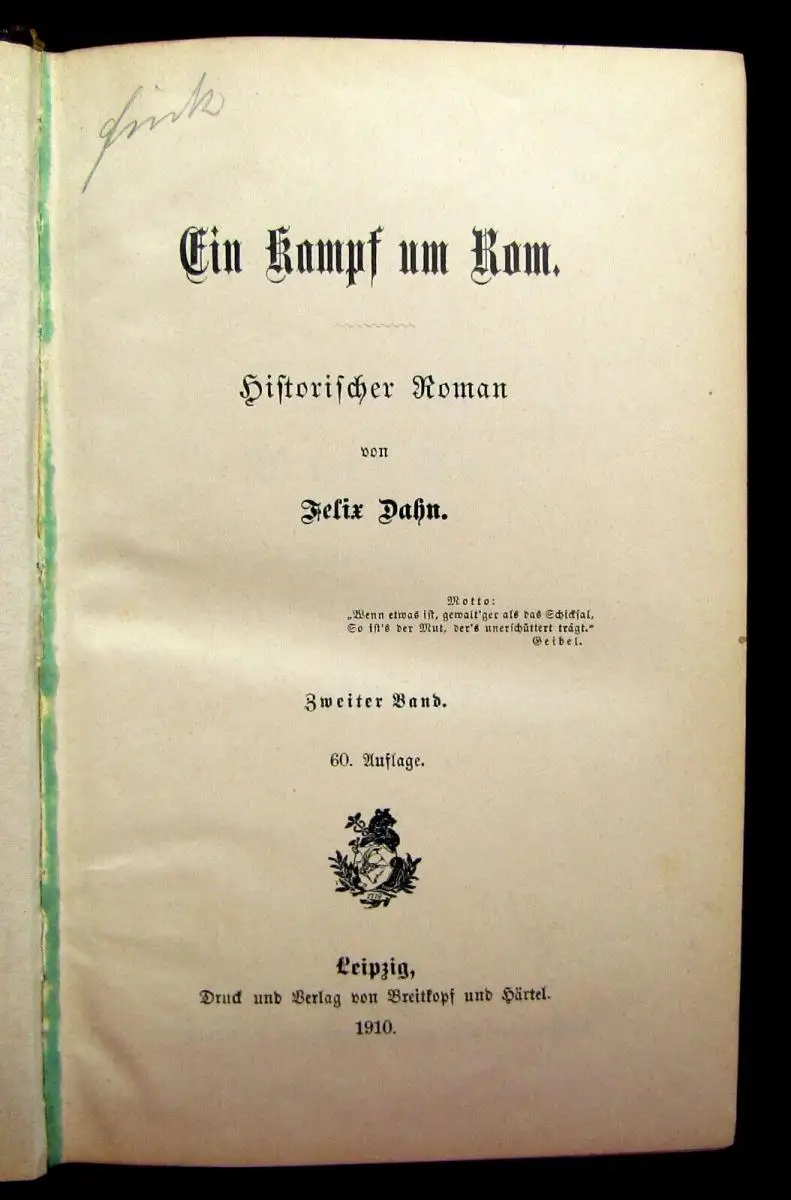 Ein Kampf um Rom.
Historischer Roman
von
Felix Dahn.
Motto:
„Wenn etwas ist, gewalt'ger als das Schicksal,
So ist's der Mut, der's unerschüttert trägt."
Geibel.
Zweiter Band.
60. Auflage.
Leipzig,
Druck und Verlag von Breitkopf und Härtel.
1910.